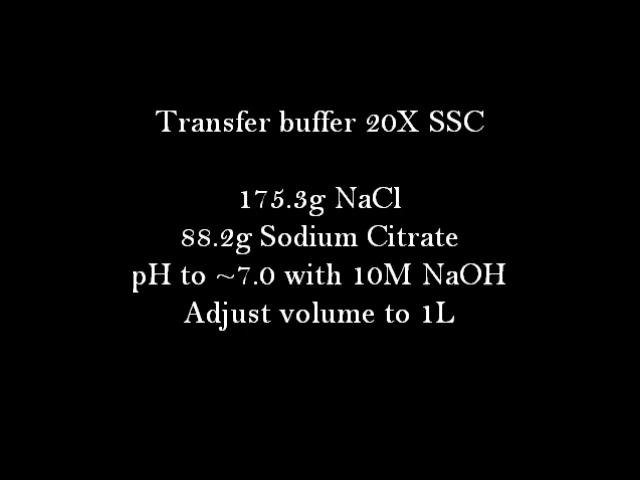 Transfer buffer 20X SSC
175.3g NaCl
88.2g Sodium Citrate
pH to ~7.0 with 10M NaOH
Adjust volume to 1L